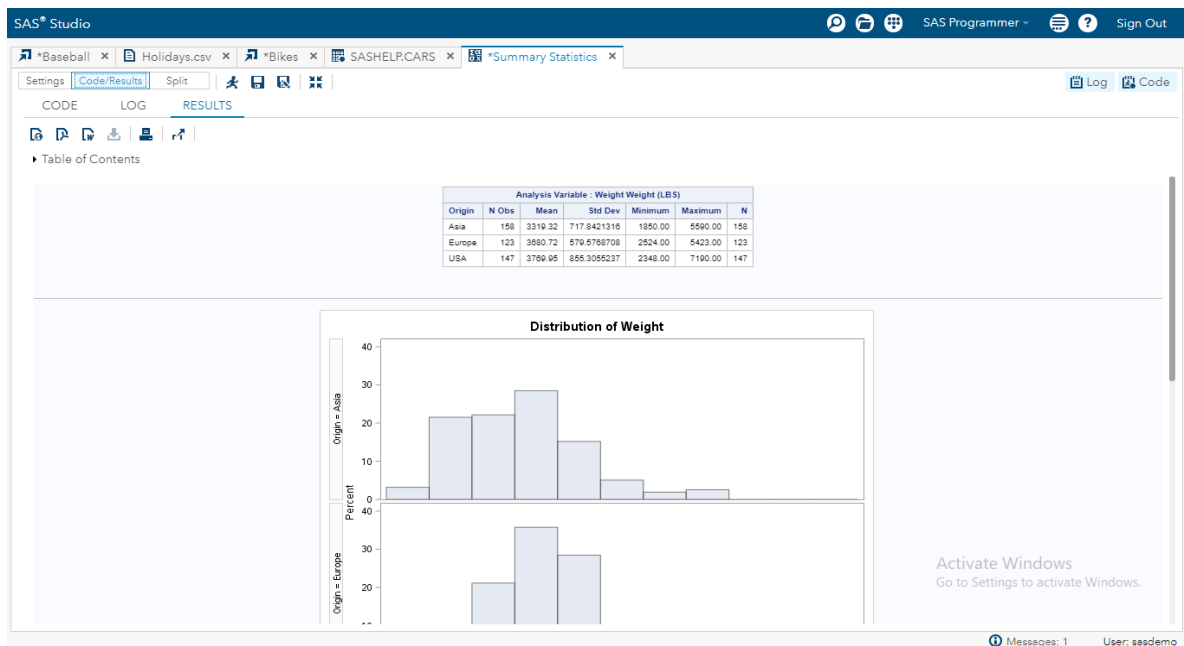 SAS® Studio SAS Programmer ? Sign Out
*Baseball × Holidays.csv × *Bikes × SASHELP.CARS × *Summary Statistics ×
Settings Code/Results Split Log Code
CODE LOG RESULTS
Table of Contents
Analysis Variable : Weight Weight (LBS)
Origin N Obs Mean Std Dev Minimum Maximum N
Asia 158 3319.32 717.8421316 1850.00 5590.00 158
Europe 123 3680.72 579.5768708 2524.00 5423.00 123
USA 147 3769.95 855.3055237 2348.00 7190.00 147
Distribution of Weight
40
30
20
10
0
Origin = Asia
Percent
40
30
20
Origin = Europe
Activate Windows
Go to Settings to activate Windows.
Messages: 1 User: sasdemo